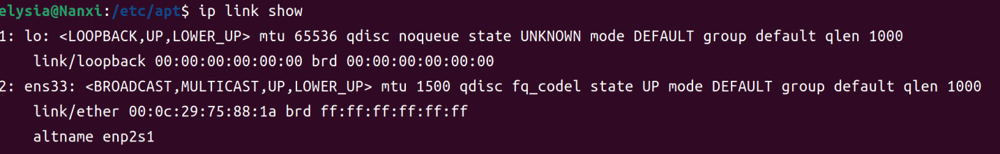 elysia@Nanxi:/etc/apt$ ip link show
1: lo: <LOOPBACK,UP,LOWER_UP> mtu 65536 qdisc noqueue state UNKNOWN mode DEFAULT group default qlen 1000
    link/loopback 00:00:00:00:00:00 brd 00:00:00:00:00:00
2: ens33: <BROADCAST,MULTICAST,UP,LOWER_UP> mtu 1500 qdisc fq_codel state UP mode DEFAULT group default qlen 1000
    link/ether 00:0c:29:75:88:1a brd ff:ff:ff:ff:ff:ff
    altname enp2s1